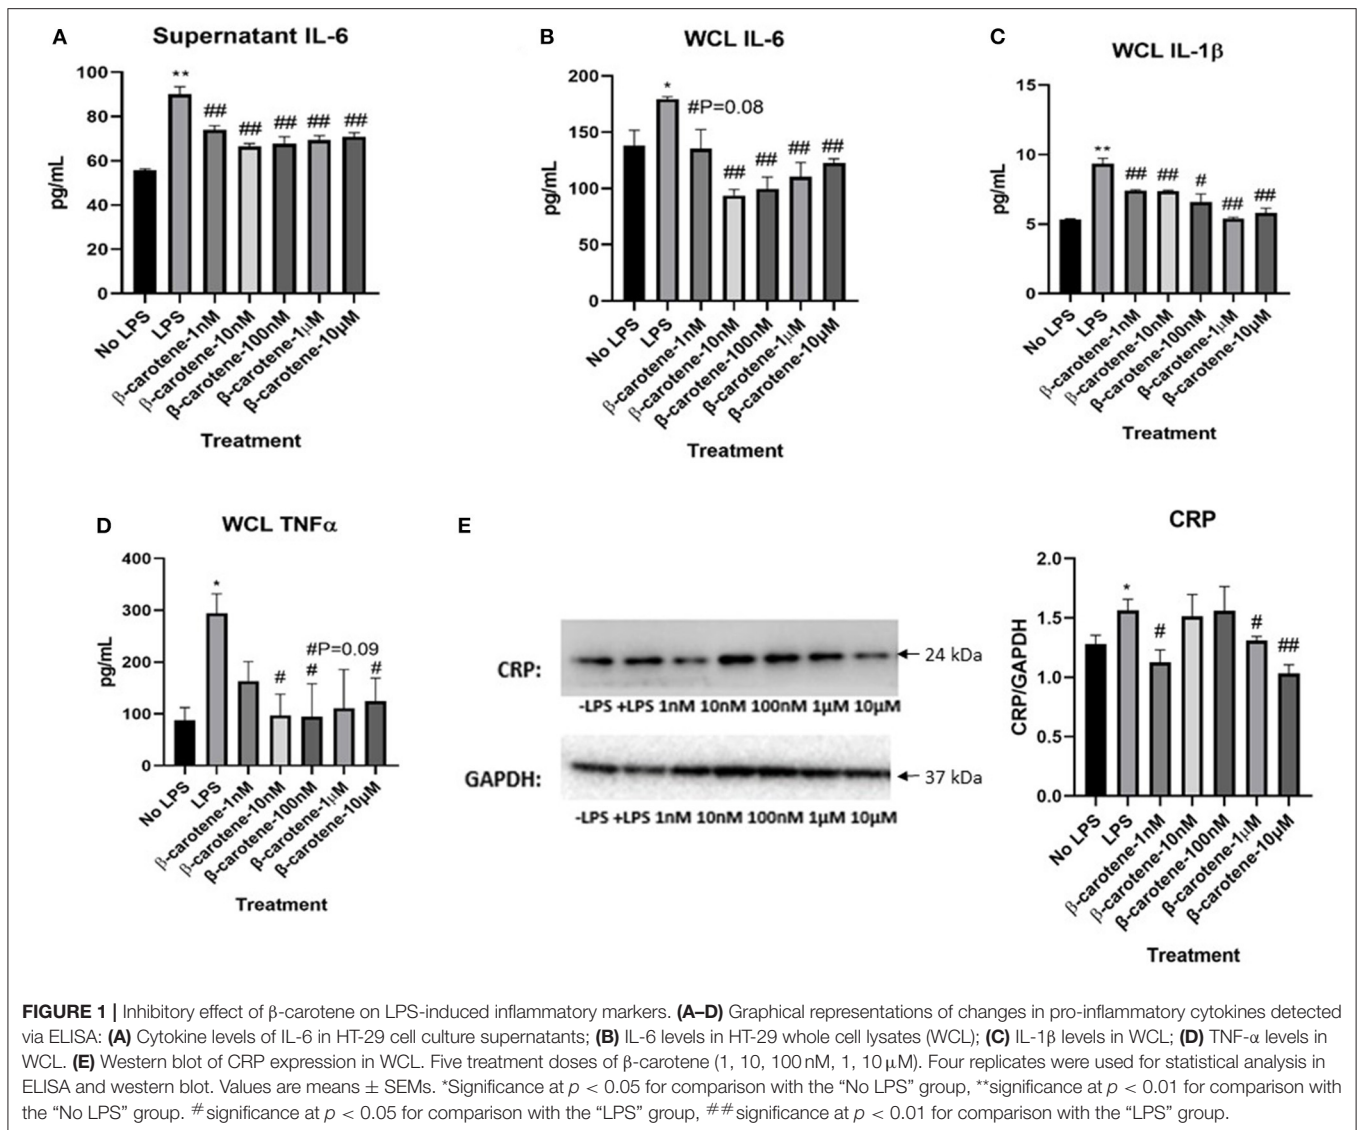 A
Supernatant IL-6
pg/mL
100
80
60
40
20
0
**
##
##
##
##
##
No LPS
LPS
β-carotene-1nM
β-carotene-10nM
β-carotene-100nM
β-carotene-1μM
β-carotene-10μM
Treatment
B
WCL IL-6
pg/mL
200
150
100
50
0
*
#P=0.08
##
##
##
##
No LPS
LPS
β-carotene-1nM
β-carotene-10nM
β-carotene-100nM
β-carotene-1μM
β-carotene-10μM
Treatment
C
WCL IL-1β
pg/mL
15
10
5
0
**
##
##
#
##
##
No LPS
LPS
β-carotene-1nM
β-carotene-10nM
β-carotene-100nM
β-carotene-1μM
β-carotene-10μM
Treatment
D
WCL TNFα
pg/mL
400
300
200
100
0
*
#P=0.09
#
#
#
No LPS
LPS
β-carotene-1nM
β-carotene-10nM
β-carotene-100nM
β-carotene-1μM
β-carotene-10μM
Treatment
E
CRP:
24 kDa
-LPS +LPS 1nM 10nM 100nM 1μM 10μM
GAPDH:
37 kDa
-LPS +LPS 1nM 10nM 100nM 1μM 10μM
CRP
CRP/GAPDH
2.0
1.5
1.0
0.5
0.0
*
#
#
##
No LPS
LPS
β-carotene-1nM
β-carotene-10nM
β-carotene-100nM
β-carotene-1μM
β-carotene-10μM
Treatment
FIGURE 1 | Inhibitory effect of β-carotene on LPS-induced inflammatory markers. (A–D) Graphical representations of changes in pro-inflammatory cytokines detected
via ELISA: (A) Cytokine levels of IL-6 in HT-29 cell culture supernatants; (B) IL-6 levels in HT-29 whole cell lysates (WCL); (C) IL-1β levels in WCL; (D) TNF-α levels in
WCL. (E) Western blot of CRP expression in WCL. Five treatment doses of β-carotene (1, 10, 100 nM, 1, 10 μM). Four replicates were used for statistical analysis in
ELISA and western blot. Values are means ± SEMs. *Significance at p < 0.05 for comparison with the “No LPS” group, **significance at p < 0.01 for comparison with
the “No LPS” group. #significance at p < 0.05 for comparison with the “LPS” group, ##significance at p < 0.01 for comparison with the “LPS” group.